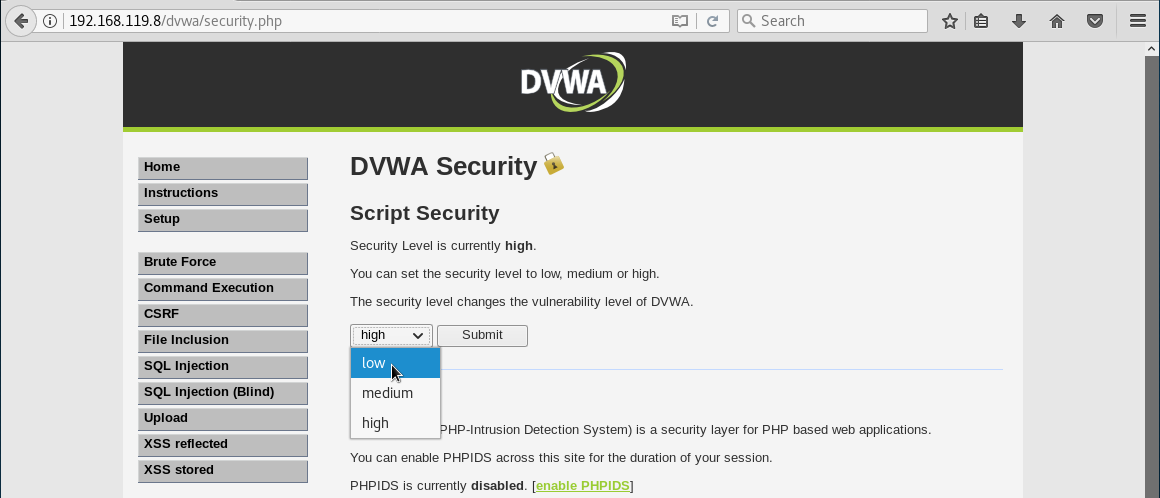 192.168.119.8/dvwa/security.php
Search
DVWA
Home
Instructions
Setup
Brute Force
Command Execution
CSRF
File Inclusion
SQL Injection
SQL Injection (Blind)
Upload
XSS reflected
XSS stored
DVWA Security
Script Security
Security Level is currently high.
You can set the security level to low, medium or high.
The security level changes the vulnerability level of DVWA.
high Submit
low
medium
high
PHP-Intrusion Detection System) is a security layer for PHP based web applications.
You can enable PHPIDS across this site for the duration of your session.
PHPIDS is currently disabled. [enable PHPIDS]